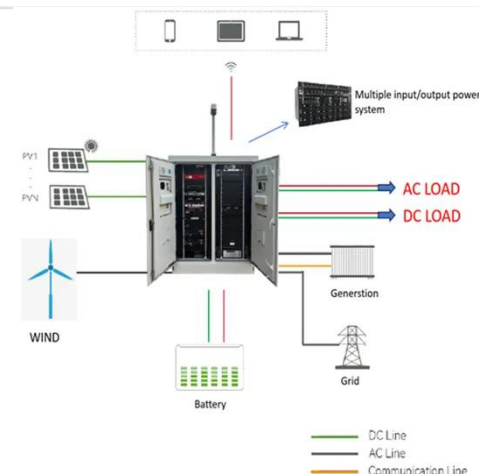 Multiple input/output power
system
PV1
PVN
AC LOAD
DC LOAD
WIND
Generstion
Grid
Battery
DC Line
AC Line
Communication Line